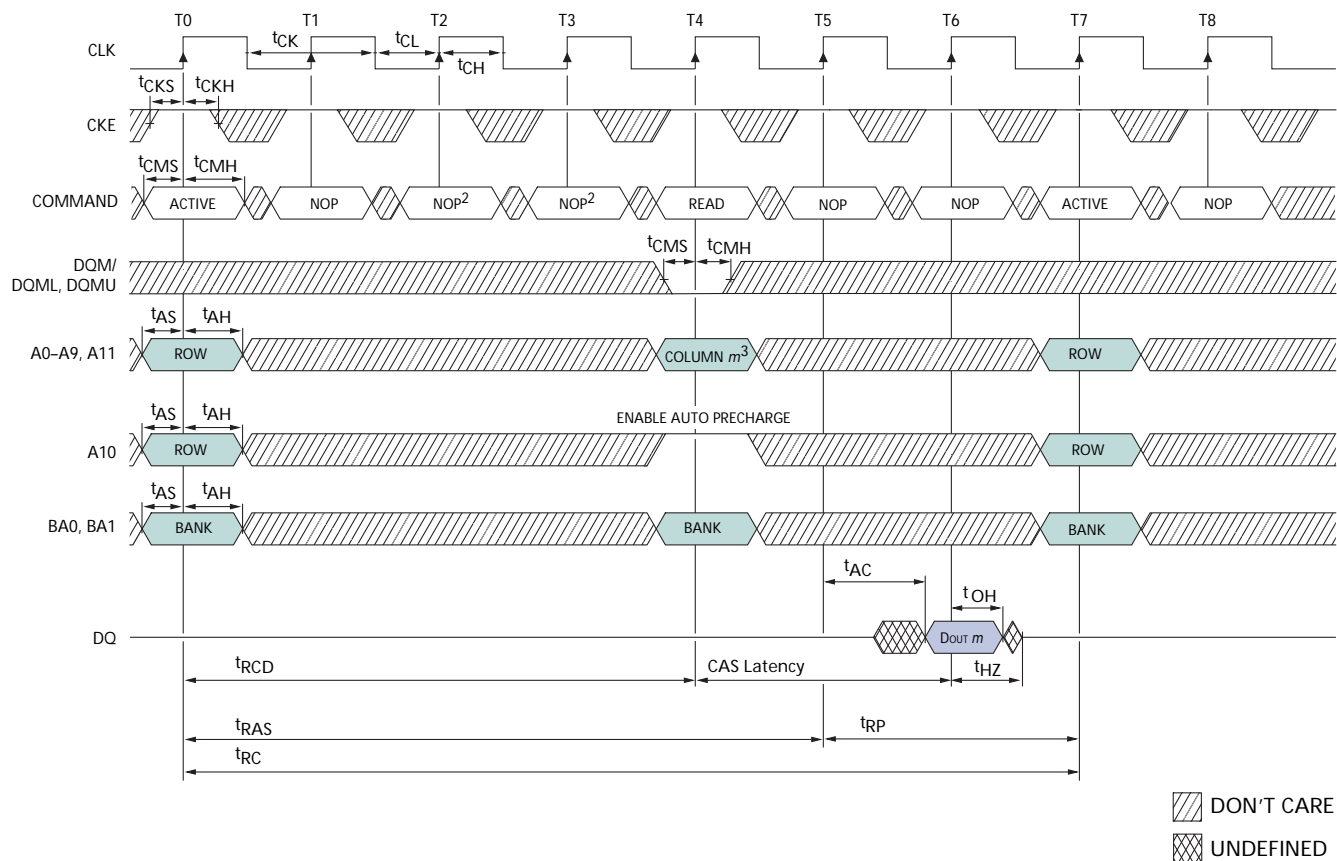 T0 T1 T2 T3 T4 T5 T6 T7 T8
CLK
tCK tCL
tCH
tCKS tCKH
CKE
tCMS tCMH
COMMAND ACTIVE NOP NOP2 NOP2 READ NOP NOP ACTIVE NOP
tCMS tCMH
DQM/
DQML, DQMU
tAS tAH
A0–A9, A11 ROW COLUMN m3 ROW
ENABLE AUTO PRECHARGE
tAS tAH
A10 ROW ROW
tAS tAH
BA0, BA1 BANK BANK BANK
tAC
tOH
DQ DOUT m
tRCD CAS Latency tHZ
tRAS tRP
tRC
DON'T CARE
UNDEFINED